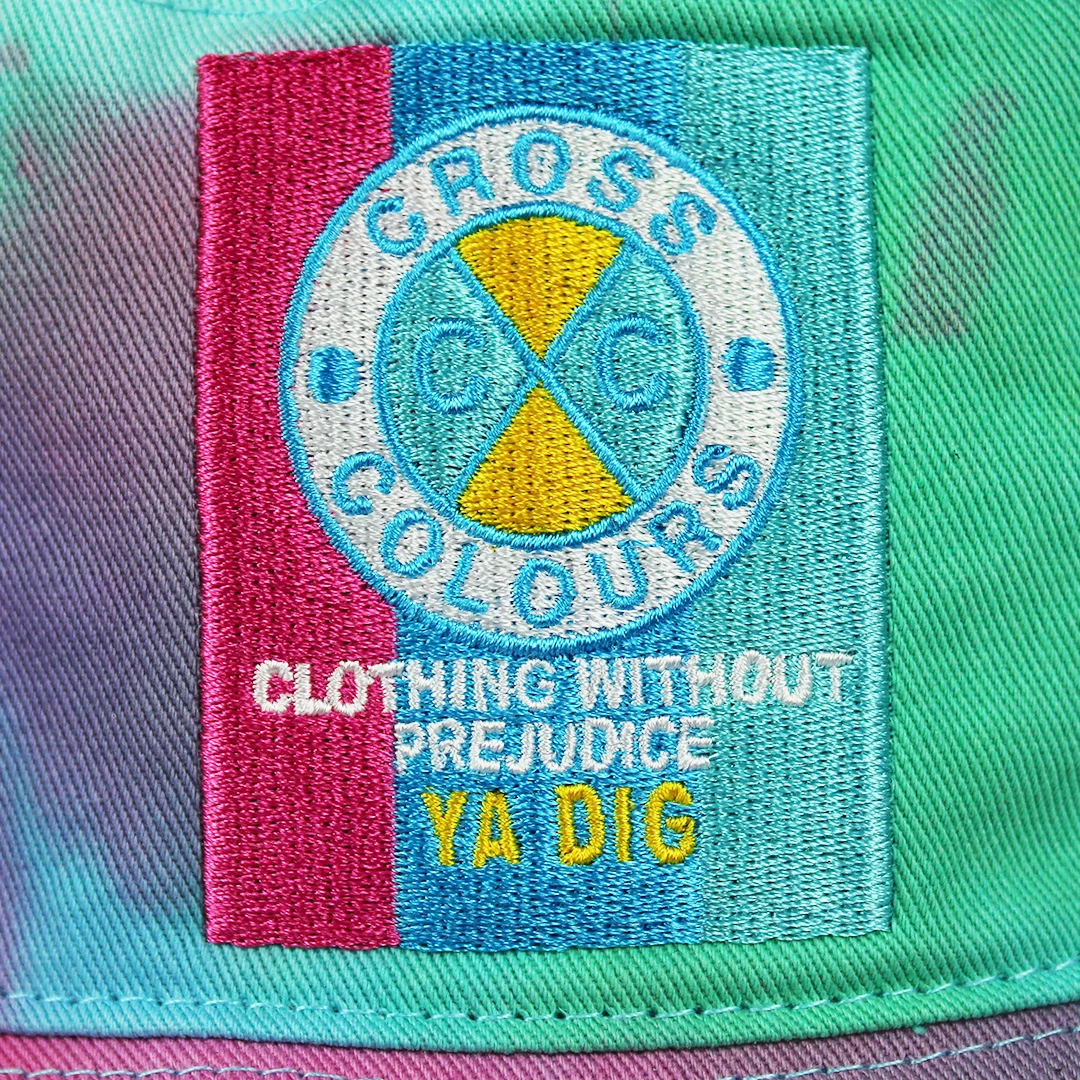 CROSS
C C
COLOURS
CLOTHING WITHOUT
PREJUDICE
YA DIG